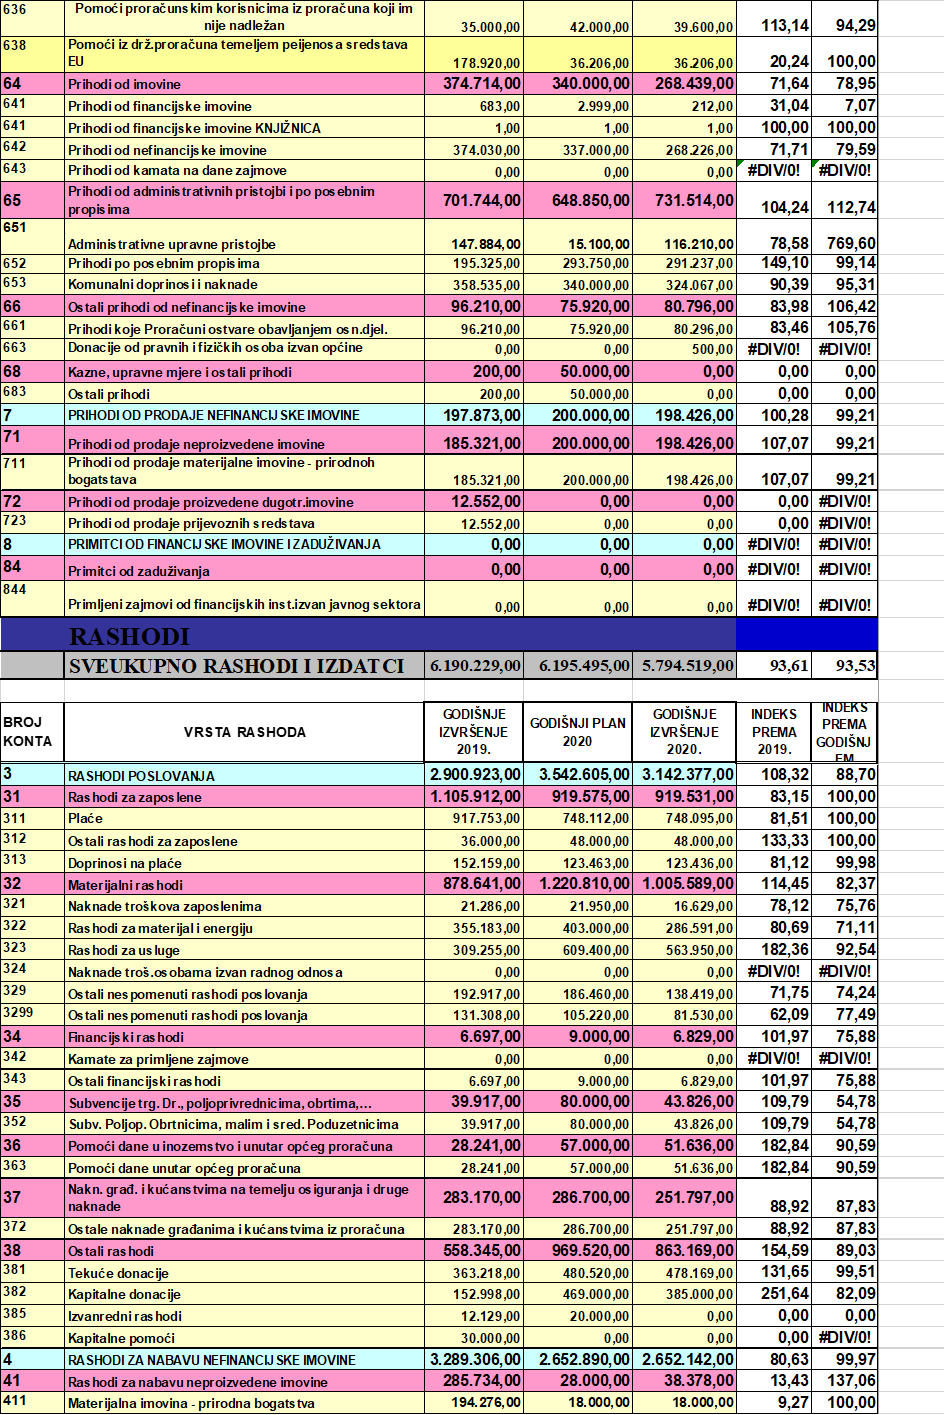 636 Pomoći proračunskim korisnicima iz proračuna koji im
nije nadležan 35.000,00 42.000,00 39.600,00 113,14 94,29
638 Pomoći iz drž.proračuna temeljem peijenosa sredstava
EU 178.920,00 36.206,00 36.206,00 20,24 100,00
64 Prihodi od imovine 374.714,00 340.000,00 268.439,00 71,64 78,95
641 Prihodi od financijske imovine 683,00 2.999,00 212,00 31,04 7,07
641 Prihodi od financijske imovine KNJIŽNICA 1,00 1,00 1,00 100,00 100,00
642 Prihodi od nefinancijske imovine 374.030,00 337.000,00 268.226,00 71,71 79,59
643 Prihodi od kamata na dane zajmove 0,00 0,00 0,00 #DIV/0! #DIV/0!
65 Prihodi od administrativnih pristojbi i po posebnim
propisima 701.744,00 648.850,00 731.514,00 104,24 112,74
651 Administrativne upravne pristojbe 147.884,00 15.100,00 116.210,00 78,58 769,60
652 Prihodi po posebnim propisima 195.325,00 293.750,00 291.237,00 149,10 99,14
653 Komunalni doprinosi i naknade 358.535,00 340.000,00 324.067,00 90,39 95,31
66 Ostali prihodi od nefinancijske imovine 96.210,00 75.920,00 80.796,00 83,98 106,42
661 Prihodi koje Proračuni ostvare obavljanjem osn.djel. 96.210,00 75.920,00 80.296,00 83,46 105,76
663 Donacije od pravnih i fizičkih osoba izvan općine 0,00 0,00 500,00 #DIV/0! #DIV/0!
68 Kazne, upravne mjere i ostali prihodi 200,00 50.000,00 0,00 0,00 0,00
683 Ostali prihodi 200,00 50.000,00 0,00 0,00 0,00
7 PRIHODI OD PRODAJE NEFINANCIJSKE IMOVINE 197.873,00 200.000,00 198.426,00 100,28 99,21
71 Prihodi od prodaje neproizvedene imovine 185.321,00 200.000,00 198.426,00 107,07 99,21
711 Prihodi od prodaje materijalne imovine - prirodnoh
bogatstava 185.321,00 200.000,00 198.426,00 107,07 99,21
72 Prihodi od prodaje proizvedene dugotr.imovine 12.552,00 0,00 0,00 0,00 #DIV/0!
723 Prihodi od prodaje prijevoznih sredstava 12.552,00 0,00 0,00 0,00 #DIV/0!
8 PRIMITCI OD FINANCIJSKE IMOVINE I ZADUŽIVANJA 0,00 0,00 0,00 #DIV/0! #DIV/0!
84 Primitci od zaduživanja 0,00 0,00 0,00 #DIV/0! #DIV/0!
844 Primljeni zajmovi od financijskih inst.izvan javnog sektora 0,00 0,00 0,00 #DIV/0! #DIV/0!
RASHODI
SVEUKUPNO RASHODI I IZDATCI 6.190.229,00 6.195.495,00 5.794.519,00 93,61 93,53
BROJ KONTA VRSTA RASHODA GODIŠNJE IZVRŠENJE 2019. GODIŠNJI PLAN 2020 GODIŠNJE IZVRŠENJE 2020. INDEKS PREMA 2019. INDEKS PREMA GODIŠNJEM
3 RASHODI POSLOVANJA 2.900.923,00 3.542.605,00 3.142.377,00 108,32 88,70
31 Rashodi za zaposlene 1.105.912,00 919.575,00 919.531,00 83,15 100,00
311 Plaće 917.753,00 748.112,00 748.095,00 81,51 100,00
312 Ostali rashodi za zaposlene 36.000,00 48.000,00 48.000,00 133,33 100,00
313 Doprinosi na plaće 152.159,00 123.463,00 123.436,00 81,12 99,98
32 Materijalni rashodi 878.641,00 1.220.810,00 1.005.589,00 114,45 82,37
321 Naknade troškova zaposlenima 21.286,00 21.950,00 16.629,00 78,12 75,76
322 Rashodi za materijal i energiju 355.183,00 403.000,00 286.591,00 80,69 71,11
323 Rashodi za usluge 309.255,00 609.400,00 563.950,00 182,36 92,54
324 Naknade troš.osobama izvan radnog odnosa 0,00 0,00 0,00 #DIV/0! #DIV/0!
329 Ostali nespomenuti rashodi poslovanja 192.917,00 186.460,00 138.419,00 71,75 74,24
3299 Ostali nespomenuti rashodi poslovanja 131.308,00 105.220,00 81.530,00 62,09 77,49
34 Financijski rashodi 6.697,00 9.000,00 6.829,00 101,97 75,88
342 Kamate za primljene zajmove 0,00 0,00 0,00 #DIV/0! #DIV/0!
343 Ostali financijski rashodi 6.697,00 9.000,00 6.829,00 101,97 75,88
35 Subvencije trg. Dr., poljoprivrednicima, obrtima,... 39.917,00 80.000,00 43.826,00 109,79 54,78
352 Subv. Poljop. Obrtnicima, malim i sred. Poduzetnicima 39.917,00 80.000,00 43.826,00 109,79 54,78
36 Pomoći dane u inozemstvo i unutar općeg proračuna 28.241,00 57.000,00 51.636,00 182,84 90,59
363 Pomoći dane unutar općeg proračuna 28.241,00 57.000,00 51.636,00 182,84 90,59
37 Nakn. građ. i kućanstvima na temelju osiguranja i druge
naknade 283.170,00 286.700,00 251.797,00 88,92 87,83
372 Ostale naknade građanima i kućanstvima iz proračuna 283.170,00 286.700,00 251.797,00 88,92 87,83
38 Ostali rashodi 558.345,00 969.520,00 863.169,00 154,59 89,03
381 Tekuće donacije 363.218,00 480.520,00 478.169,00 131,65 99,51
382 Kapitalne donacije 152.998,00 469.000,00 385.000,00 251,64 82,09
385 Izvanredni rashodi 12.129,00 20.000,00 0,00 0,00 0,00
386 Kapitalne pomoći 30.000,00 0,00 0,00 0,00 #DIV/0!
4 RASHODI ZA NABAVU NEFINANCIJSKE IMOVINE 3.289.306,00 2.652.890,00 2.652.142,00 80,63 99,97
41 Rashodi za nabavu neproizvedene imovine 285.734,00 28.000,00 38.378,00 13,43 137,06
411 Materijalna imovina - prirodna bogatstva 194.276,00 18.000,00 18.000,00 9,27 100,00